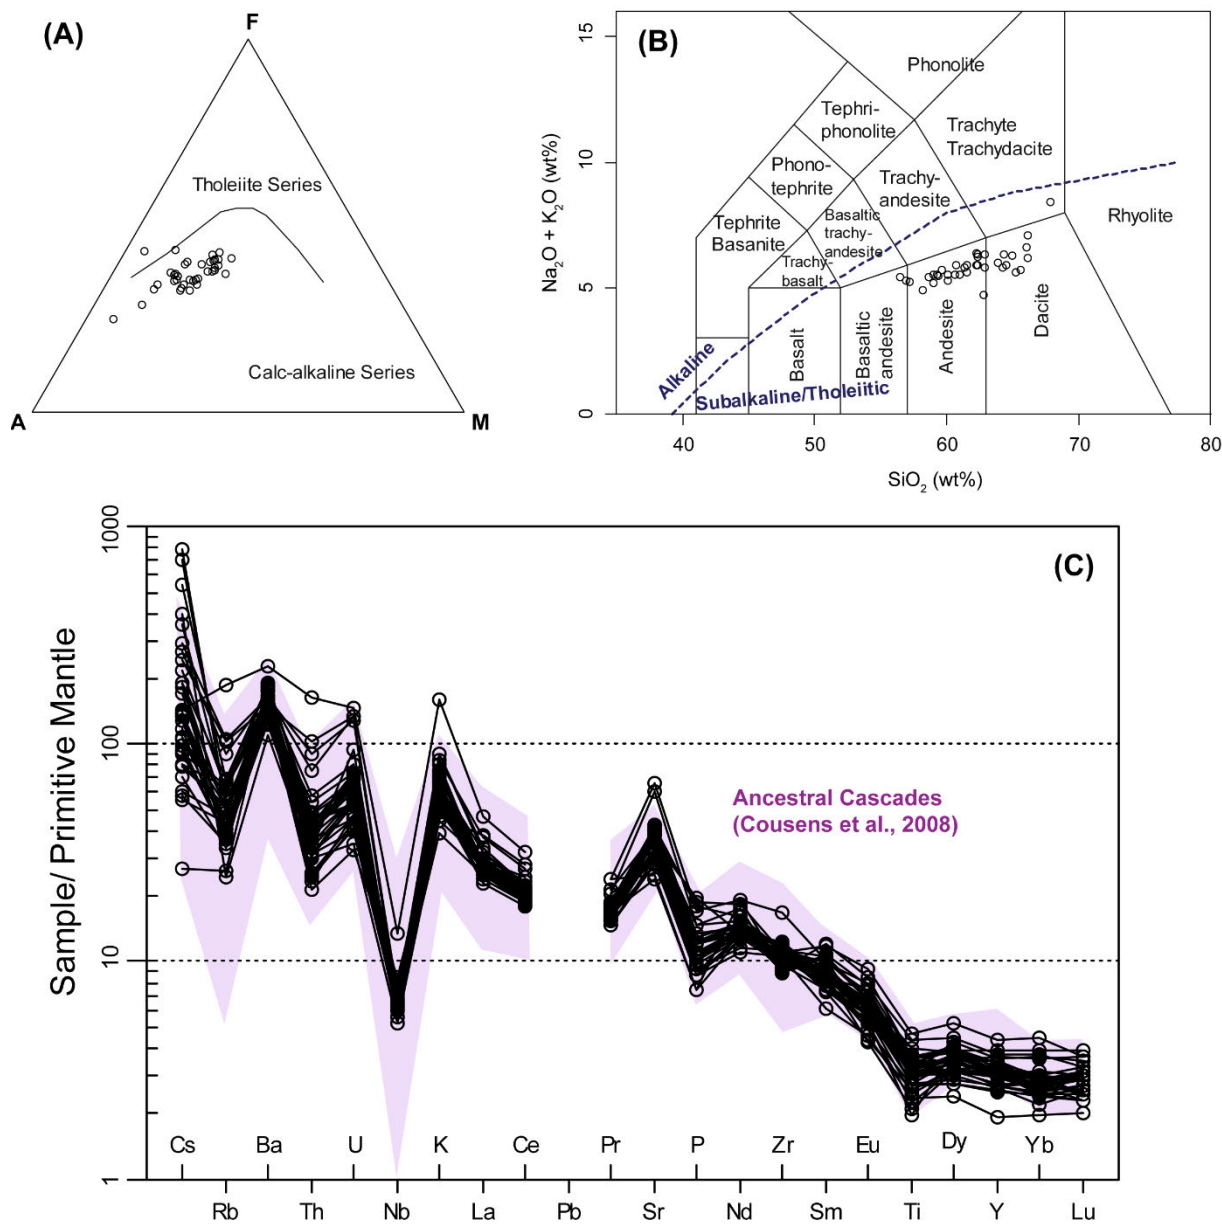 (A)
F
Tholeiite Series
Calc-alkaline Series
A
M
(B)
Na₂O + K₂O (wt%)
15
10
5
0
Phonolite
Tephri-
phonolite
Trachyte
Trachydacite
Phono-
tephrite
Trachy-
andesite
Tephrite
Basanite
Basaltic
trachy-
andesite
Trachy-
basalt
Rhyolite
Basalt
Basaltic
andesite
Andesite
Dacite
Alkaline
Subalkaline/Tholeiitic
40
50
60
70
80
SiO₂ (wt%)
(C)
Sample/ Primitive Mantle
1000
100
10
1
Ancestral Cascades
(Cousens et al., 2008)
Cs
Ba
U
K
Ce
Pr
P
Zr
Eu
Dy
Yb
Rb
Th
Nb
La
Pb
Sr
Nd
Sm
Ti
Y
Lu